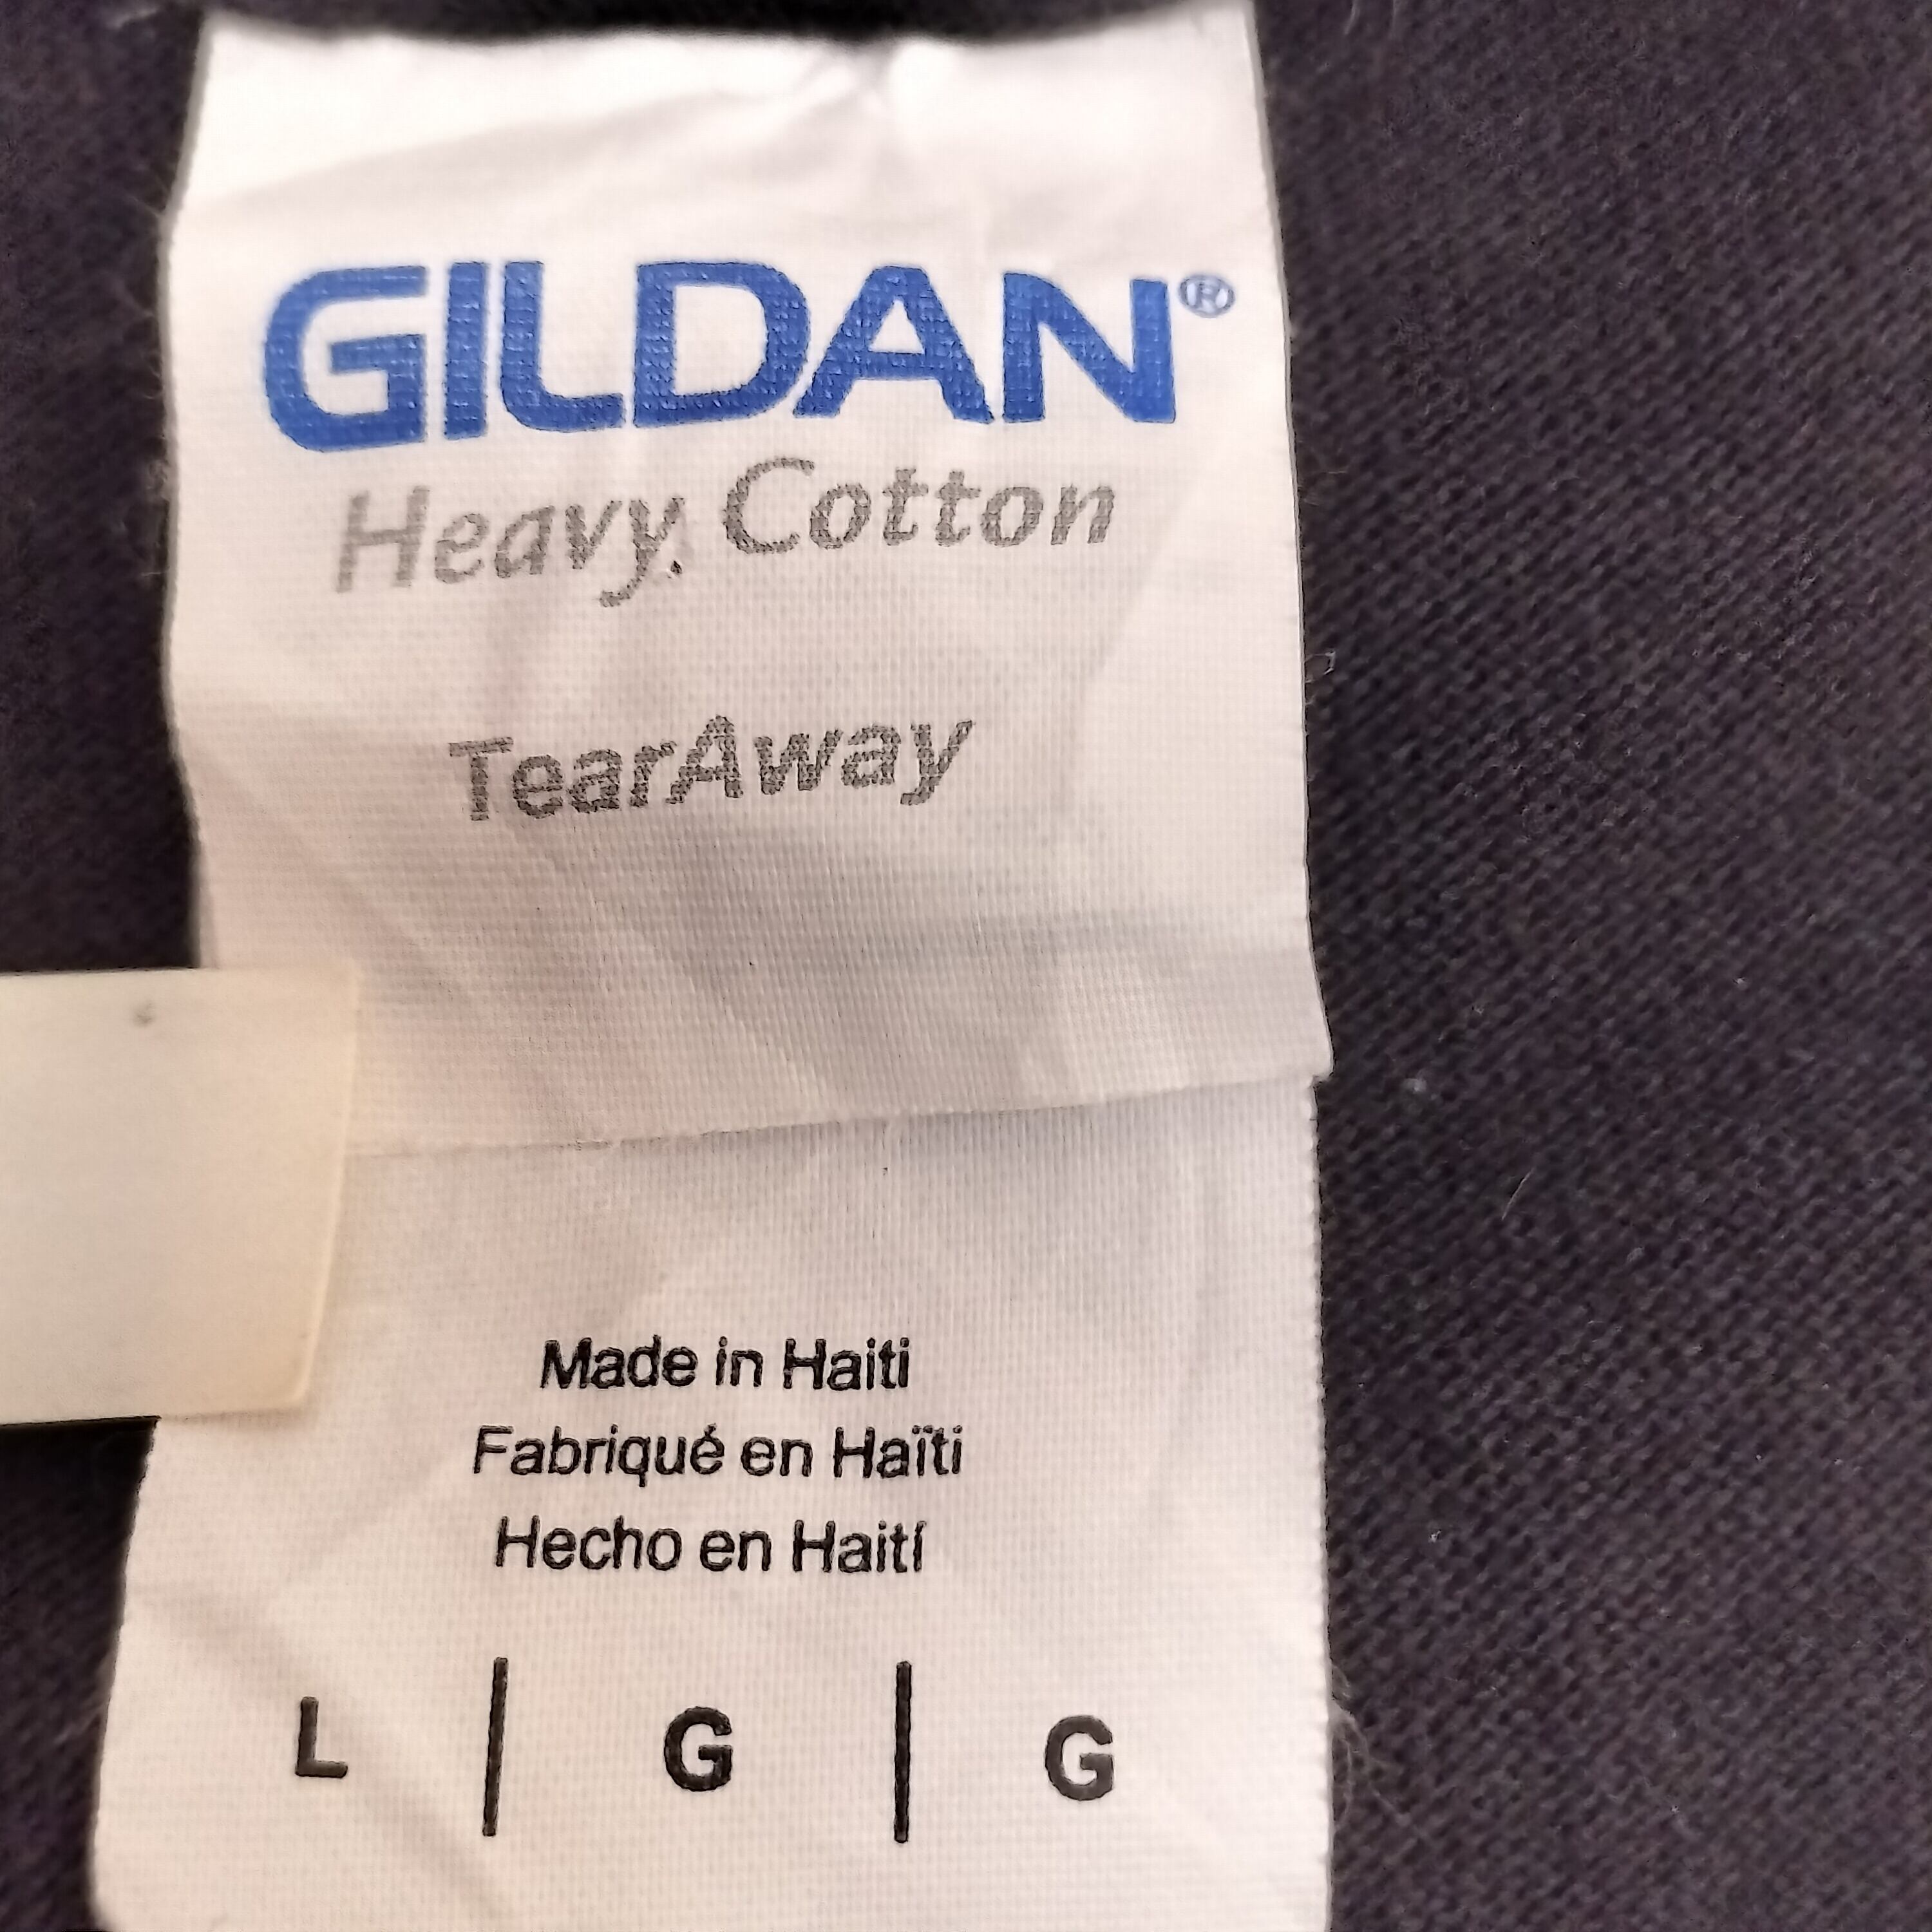 GILDAN®
Heavy Cotton
TearAway
Made in Haiti
Fabriqué en Haïti
Hecho en Haití
L | G | G